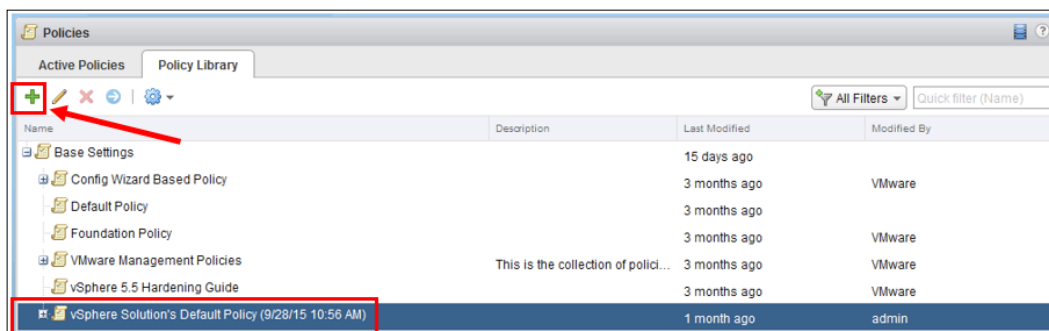 Policies
Active Policies Policy Library
All Filters Quick filter (Name)
Name Description Last Modified Modified By
Base Settings 15 days ago
Config Wizard Based Policy 3 months ago VMware
Default Policy 3 months ago
Foundation Policy 3 months ago VMware
VMware Management Policies This is the collection of polici... 3 months ago VMware
vSphere 5.5 Hardening Guide 3 months ago VMware
vSphere Solution's Default Policy (9/28/15 10:56 AM) 1 month ago admin